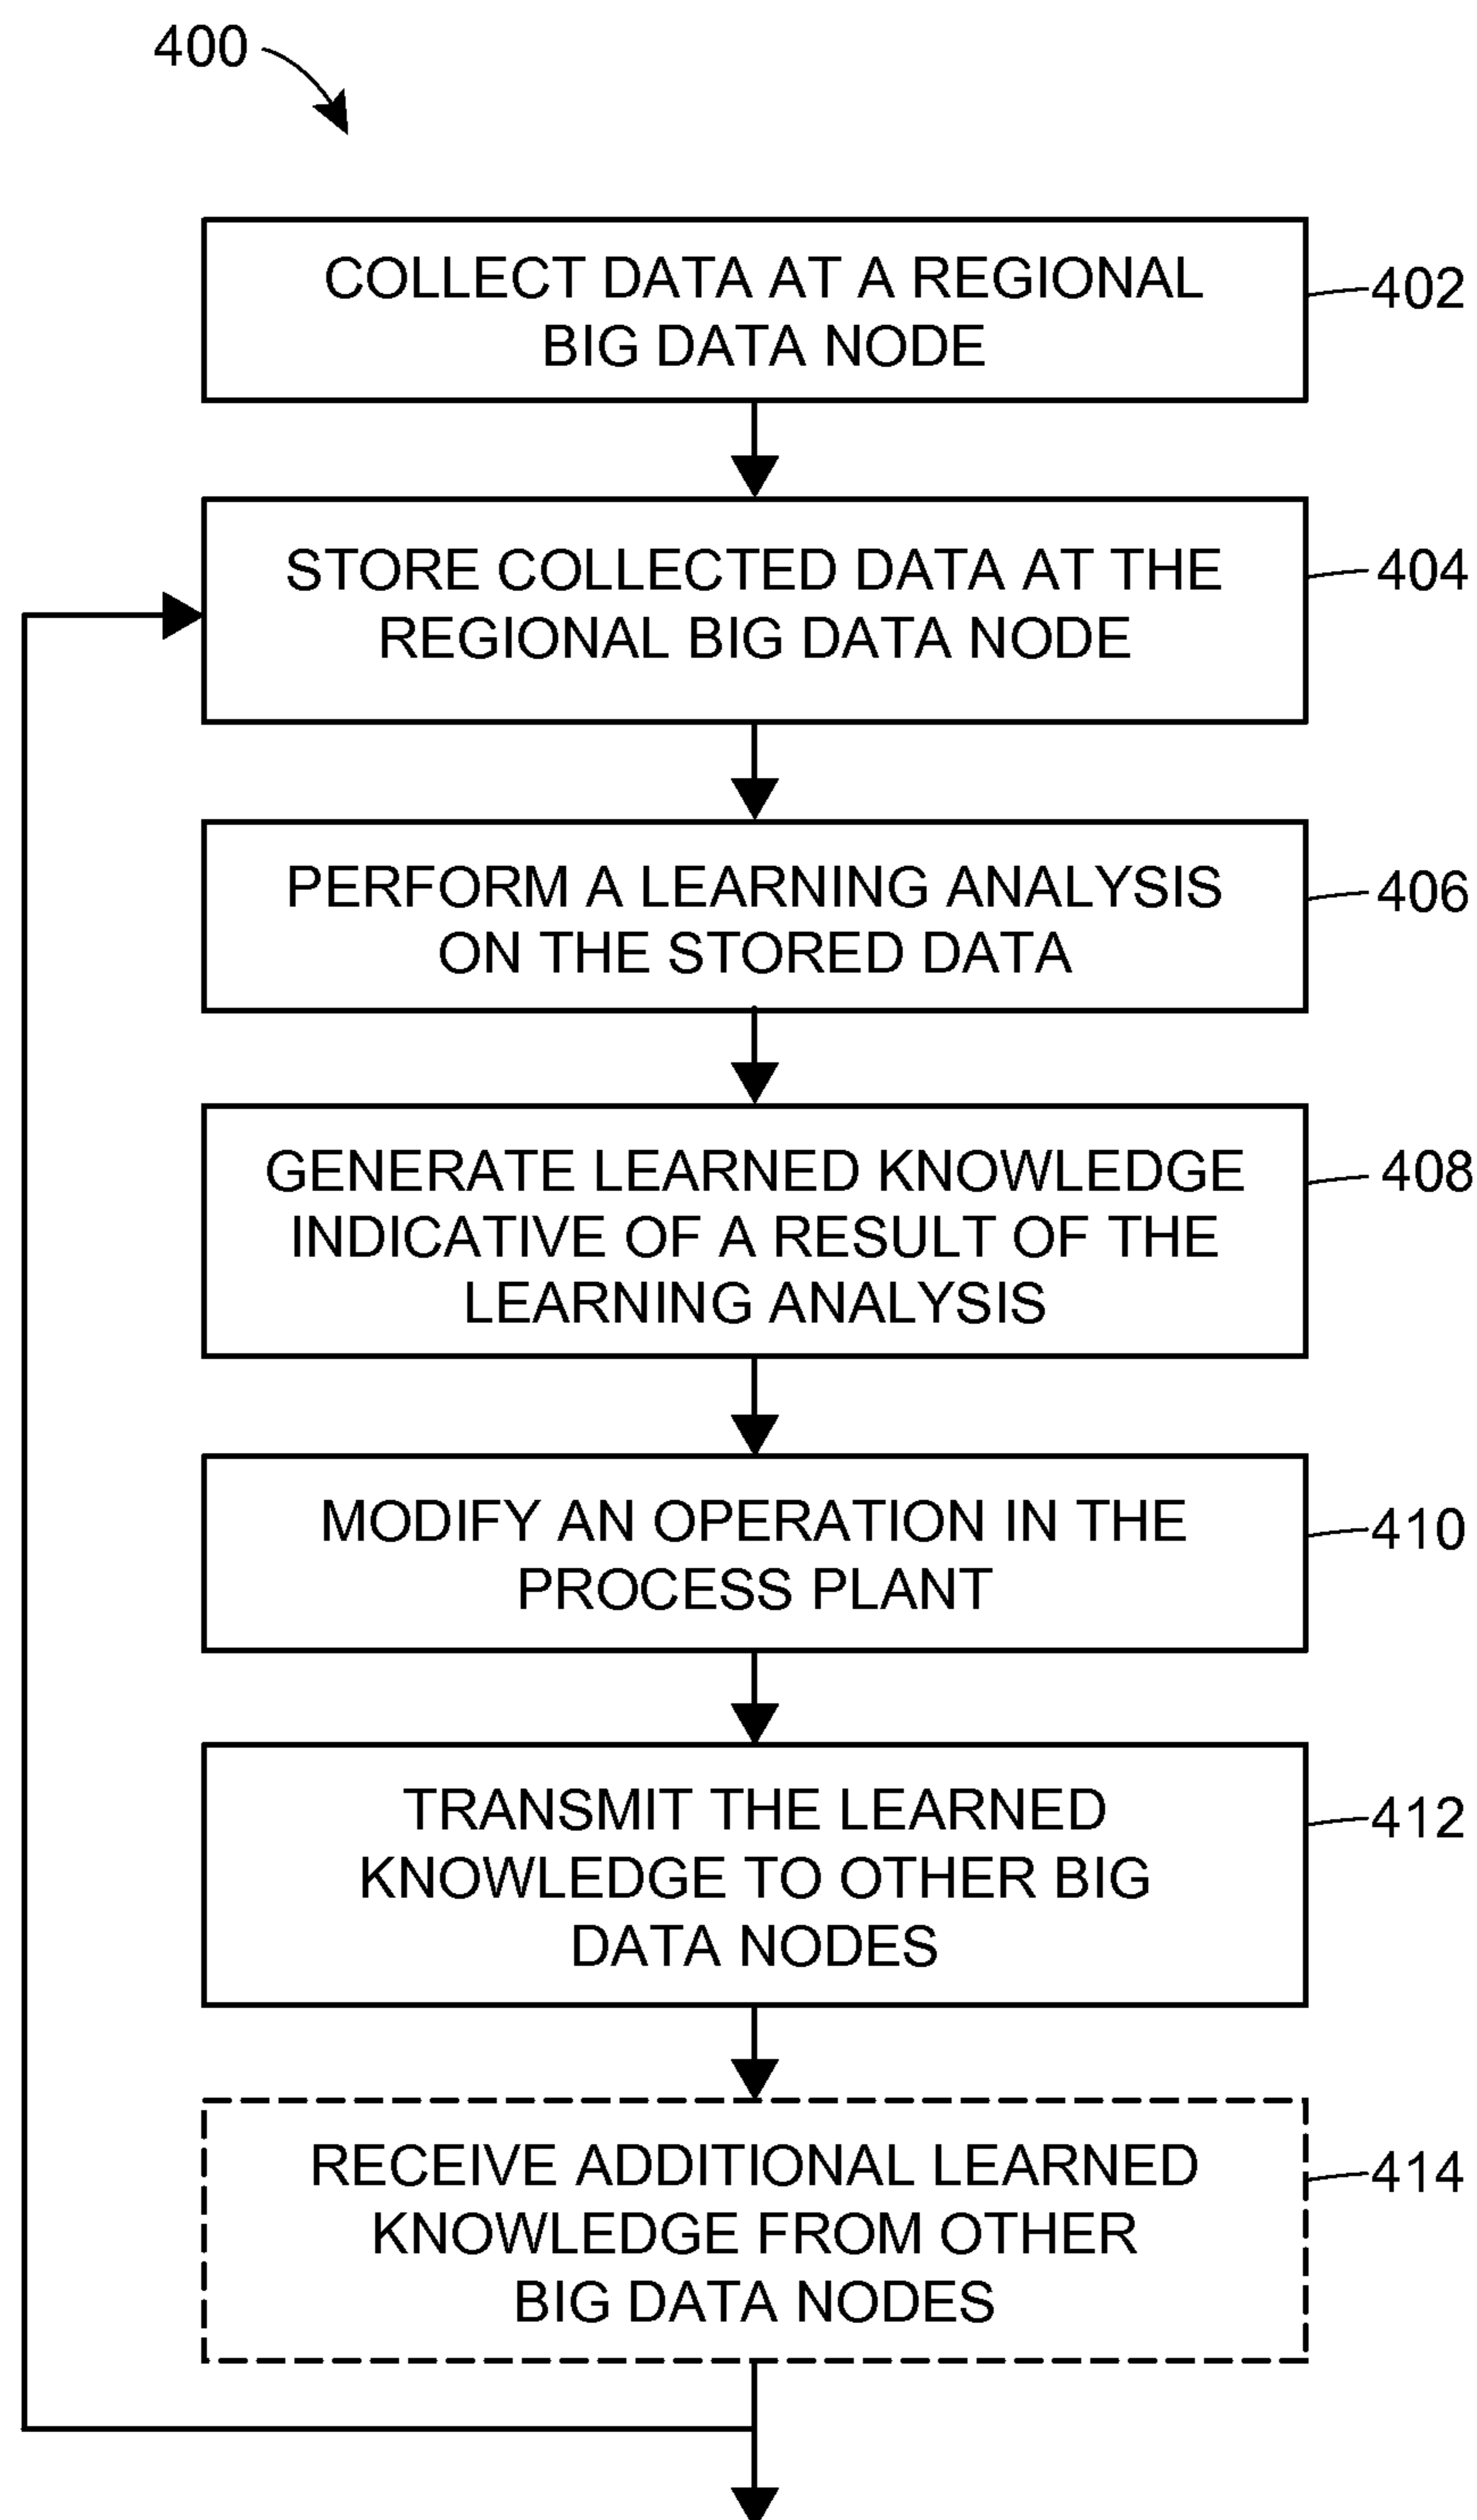 400
COLLECT DATA AT A REGIONAL
BIG DATA NODE
402
STORE COLLECTED DATA AT THE
REGIONAL BIG DATA NODE
404
PERFORM A LEARNING ANALYSIS
ON THE STORED DATA
406
GENERATE LEARNED KNOWLEDGE
INDICATIVE OF A RESULT OF THE
LEARNING ANALYSIS
408
MODIFY AN OPERATION IN THE
PROCESS PLANT
410
TRANSMIT THE LEARNED
KNOWLEDGE TO OTHER BIG
DATA NODES
412
RECEIVE ADDITIONAL LEARNED
KNOWLEDGE FROM OTHER
BIG DATA NODES
414